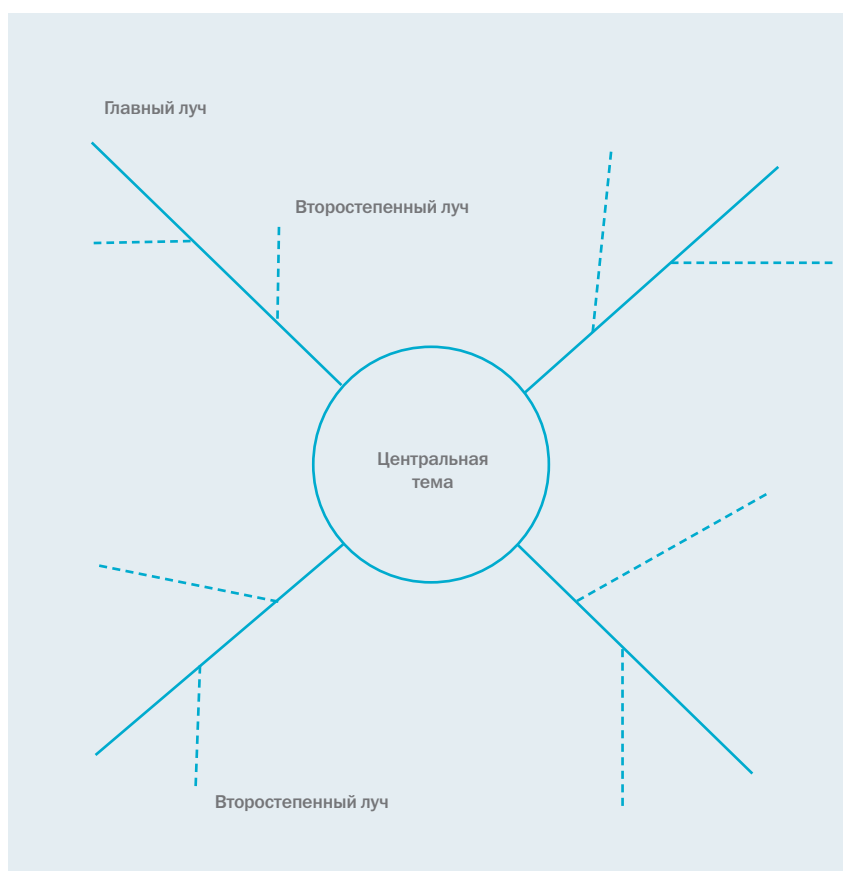 Главный луч
Второстепенный луч
Центральная
тема
Второстепенный луч